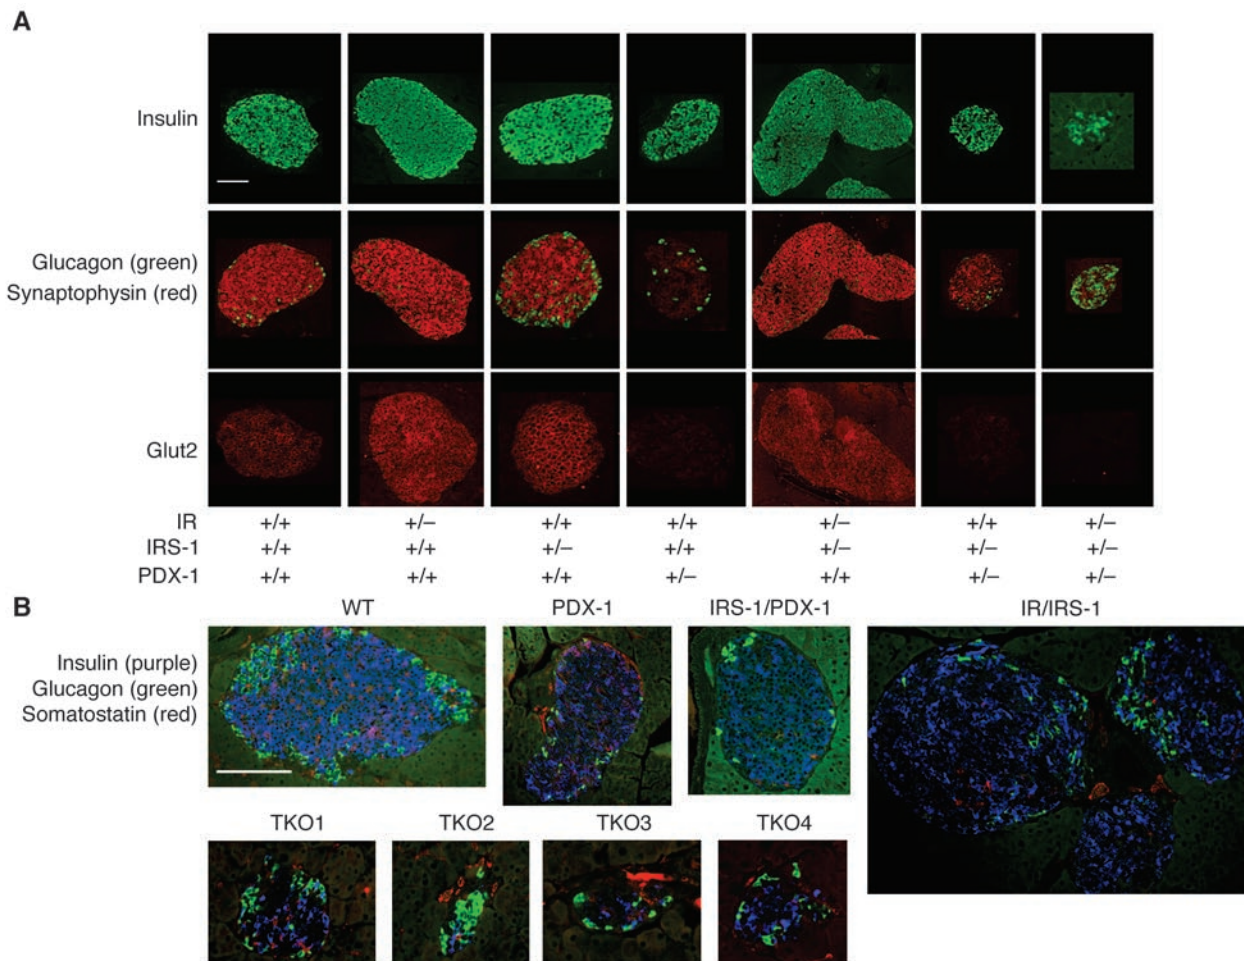 A
Insulin
Glucagon (green)
Synaptophysin (red)
Glut2
IR +/+ +/– +/+ +/+ +/– +/+ +/–
IRS-1 +/+ +/+ +/– +/+ +/– +/– +/–
PDX-1 +/+ +/+ +/+ +/– +/+ +/– +/–
B
WT PDX-1 IRS-1/PDX-1 IR/IRS-1
Insulin (purple)
Glucagon (green)
Somatostatin (red)
TKO1 TKO2 TKO3 TKO4